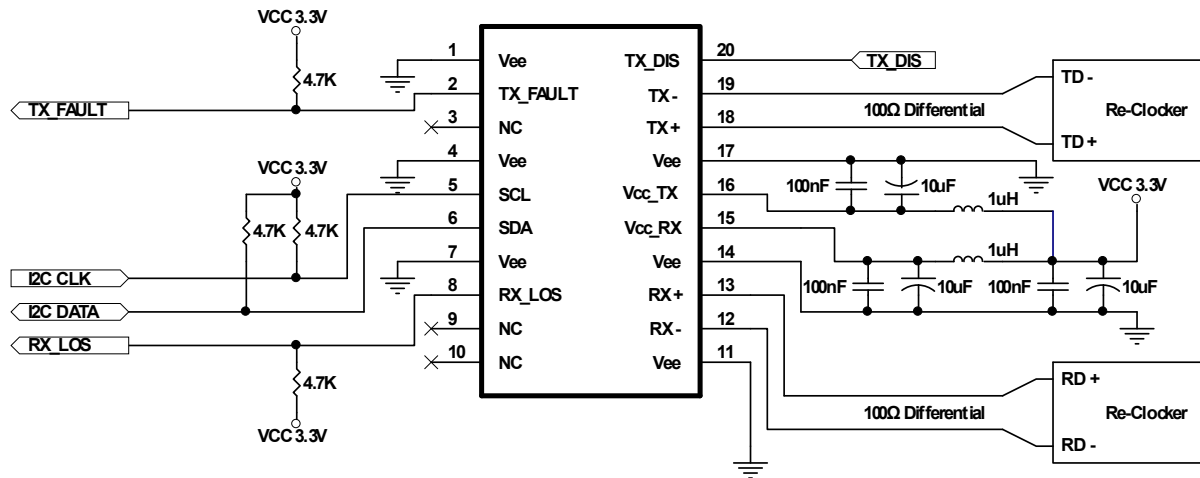 VCC 3.3V
4.7K
TX_FAULT
VCC 3.3V
4.7K
4.7K
I2C CLK
I2C DATA
RX_LOS
4.7K
VCC 3.3V
1
2
3
4
5
6
7
8
9
10
Vee
TX_FAULT
NC
Vee
SCL
SDA
Vee
RX_LOS
NC
NC
TX_DIS
TX -
TX+
Vee
Vcc_TX
Vcc_RX
Vee
RX+
RX -
Vee
20
19
18
17
16
15
14
13
12
11
TX_DIS
100Ω Differential
TD -
Re-Clocker
TD +
100nF
10uF
1uH
VCC 3.3V
1uH
100nF
10uF
100nF
10uF
100Ω Differential
RD +
Re-Clocker
RD -